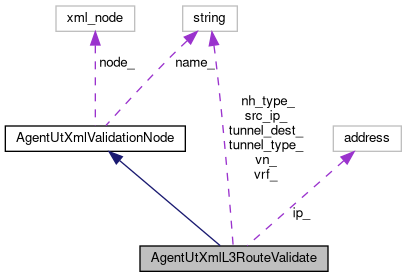 xml_node
string
node_
name_
nh_type_
src_ip_
tunnel_dest_
tunnel_type_
vn_
vrf_
AgentUtXmlValidationNode
address
ip_
AgentUtXmlL3RouteValidate